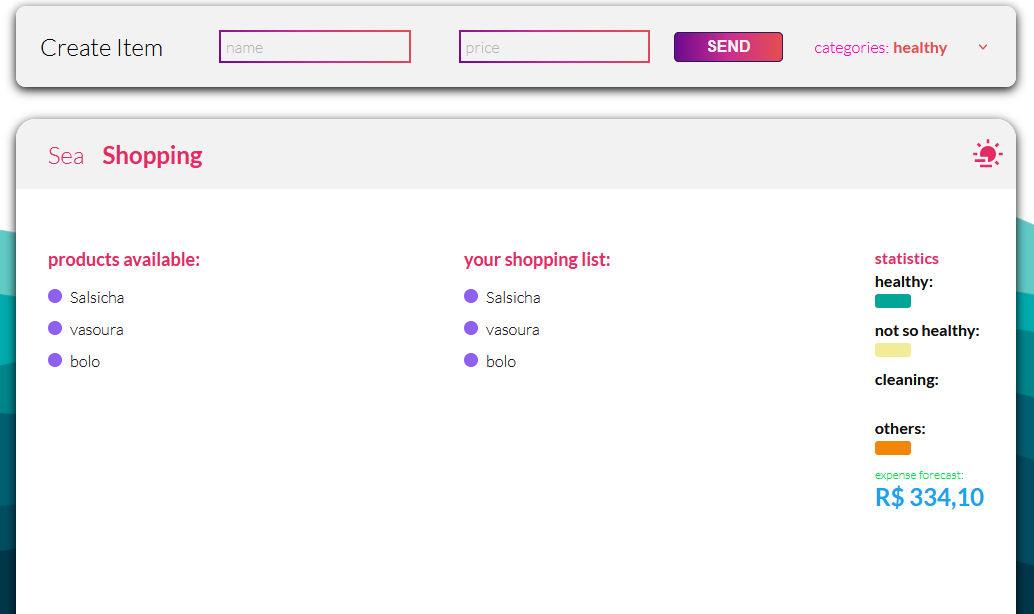 Create Item
name
price
SEND
categories: healthy
Sea Shopping
products available:
Salsicha
vasoura
bolo
your shopping list:
Salsicha
vasoura
bolo
statistics
healthy:
not so healthy:
cleaning:
others:
expense forecast:
R$ 334,10